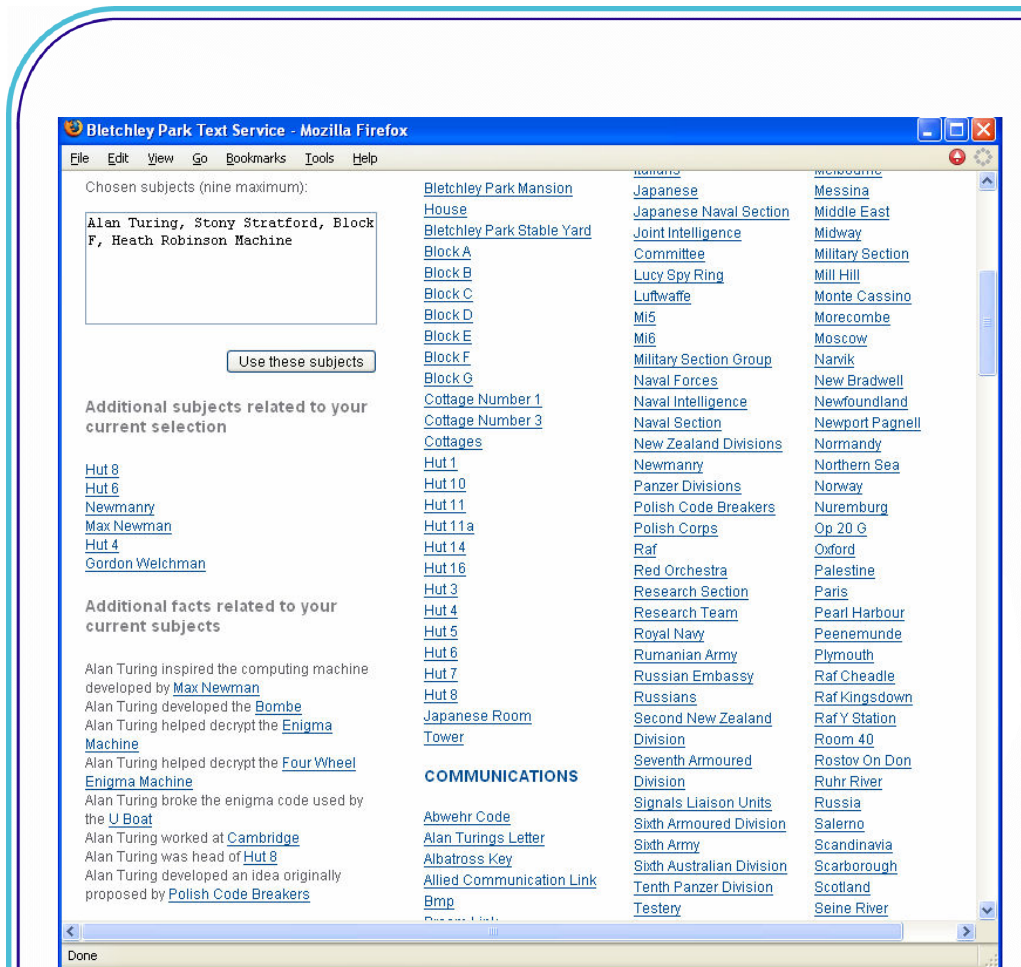 Bletchley Park Text Service - Mozilla Firefox
File Edit View Go Bookmarks Tools Help
Chosen subjects (nine maximum):
Alan Turing, Stony Stratford, Block
F, Heath Robinson Machine
Use these subjects
Additional subjects related to your
current selection
Hut 8
Hut 6
Newmanry
Max Newman
Hut 4
Gordon Welchman
Additional facts related to your
current subjects
Alan Turing inspired the computing machine
developed by Max Newman
Alan Turing developed the Bombe
Alan Turing helped decrypt the Enigma
Machine
Alan Turing helped decrypt the Four Wheel
Enigma Machine
Alan Turing broke the enigma code used by
the U Boat
Alan Turing worked at Cambridge
Alan Turing was head of Hut 8
Alan Turing developed an idea originally
proposed by Polish Code Breakers
Bletchley Park Mansion
House
Bletchley Park Stable Yard
Block A
Block B
Block C
Block D
Block E
Block F
Block G
Cottage Number 1
Cottage Number 3
Cottages
Hut 1
Hut 10
Hut 11
Hut 11a
Hut 14
Hut 16
Hut 3
Hut 4
Hut 5
Hut 6
Hut 7
Hut 8
Japanese Room
Tower
COMMUNICATIONS
Abwehr Code
Alan Turings Letter
Albatross Key
Allied Communication Link
Bmp
Japanese
Japanese Naval Section
Joint Intelligence
Committee
Lucy Spy Ring
Luftwaffe
Mi5
Mi6
Military Section Group
Naval Forces
Naval Intelligence
Naval Section
New Zealand Divisions
Newmanry
Panzer Divisions
Polish Code Breakers
Polish Corps
Raf
Red Orchestra
Research Section
Research Team
Royal Navy
Rumanian Army
Russian Embassy
Russians
Second New Zealand
Division
Seventh Armoured
Division
Signals Liaison Units
Sixth Armoured Division
Sixth Army
Sixth Australian Division
Tenth Panzer Division
Testery
Messina
Middle East
Midway
Military Section
Mill Hill
Monte Cassino
Morecombe
Moscow
Narvik
New Bradwell
Newfoundland
Newport Pagnell
Normandy
Northern Sea
Norway
Nuremburg
Op 20 G
Oxford
Palestine
Paris
Pearl Harbour
Peenemunde
Plymouth
Raf Cheadle
Raf Kingsdown
Raf Y Station
Room 40
Rostov On Don
Ruhr River
Russia
Salerno
Scandinavia
Scarborough
Scotland
Seine River
Done